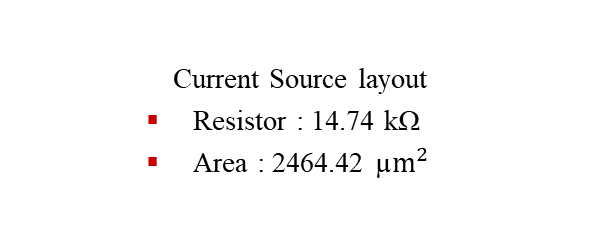 Current Source layout
▪ Resistor : 14.74 kΩ
▪ Area : 2464.42 μm²